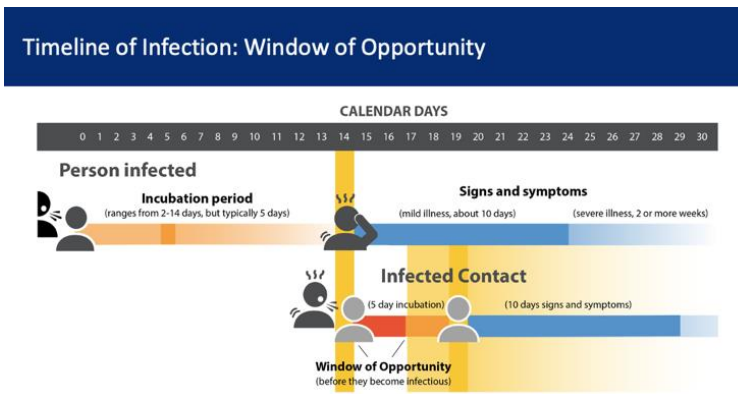 Timeline of Infection: Window of Opportunity
CALENDAR DAYS
0 1 2 3 4 5 6 7 8 9 10 11 12 13 14 15 16 17 18 19 20 21 22 23 24 25 26 27 28 29 30
Person infected
Incubation period
(ranges from 2-14 days, but typically 5 days)
Signs and symptoms
(mild illness, about 10 days)
(severe illness, 2 or more weeks)
Infected Contact
(5 day incubation)
(10 days signs and symptoms)
Window of Opportunity
(before they become infectious)